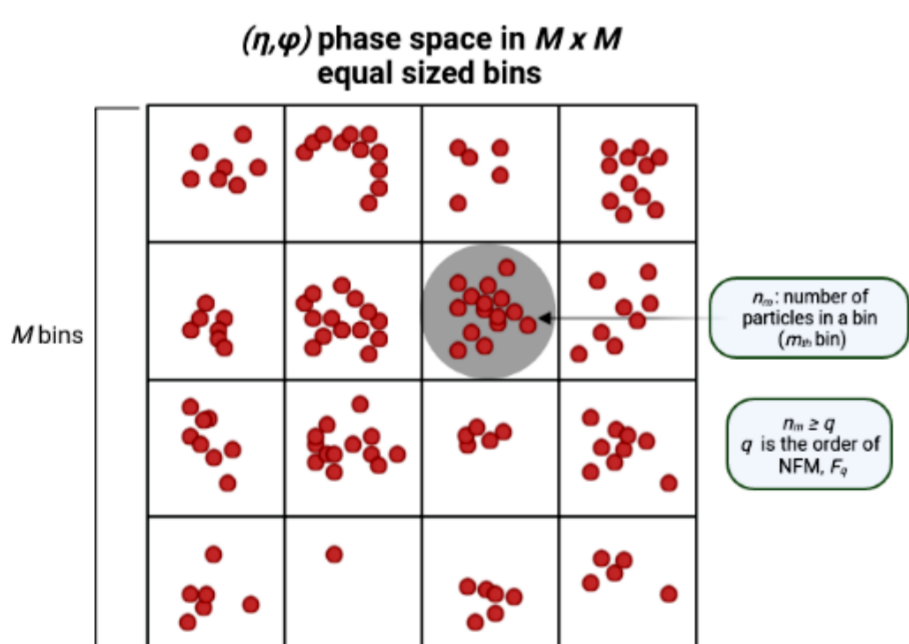 (η,φ) phase space in M x M
equal sized bins
M bins
nₘ: number of
particles in a bin
(mₜₕ bin)
nₘ ≥ q
q is the order of
NFM, F_q